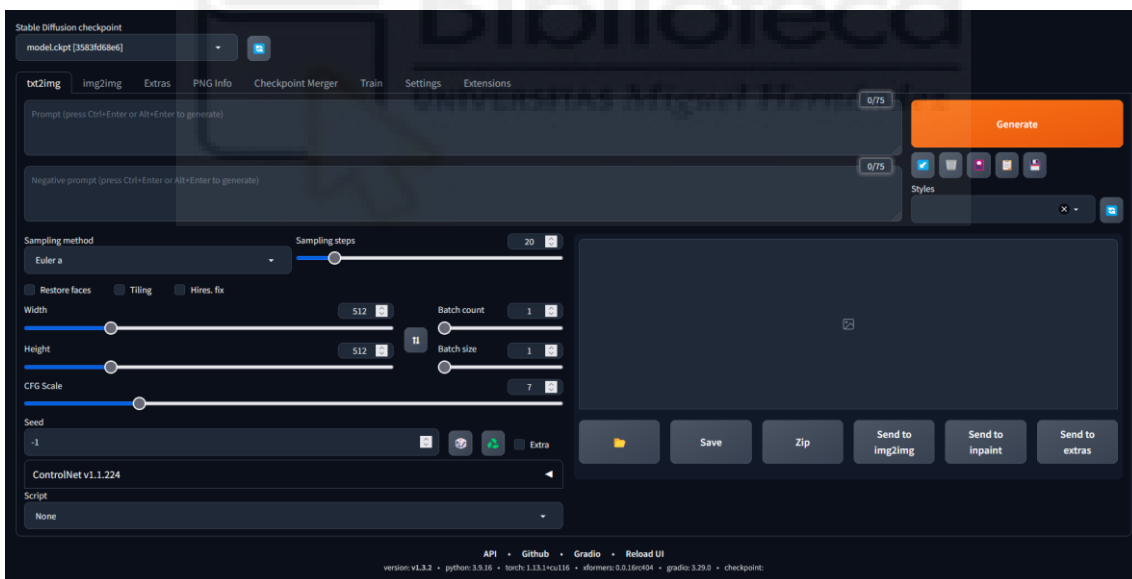 Biblioteca
UNIVERSITAS Miguel Hernández
Stable Diffusion checkpoint
model.ckpt [3583fd68e6]
txt2img img2img Extras PNG Info Checkpoint Merger Train Settings Extensions
0/75
Prompt (press Ctrl+Enter or Alt+Enter to generate)
Generate
0/75
Negative prompt (press Ctrl+Enter or Alt+Enter to generate)
Styles
Sampling method Sampling steps 20
Euler a
Restore faces Tiling Hires. fix
Width 512 Batch count 1
Height 512 Batch size 1
CFG Scale 7
Seed
-1 Extra
Save Zip Send to img2img Send to inpaint Send to extras
ControlNet v1.1.224
Script
None
API • Github • Gradio • Reload UI
version: v1.3.2 • python: 3.9.16 • torch: 1.13.1+cu116 • xformers: 0.0.16rc404 • gradio: 3.29.0 • checkpoint: